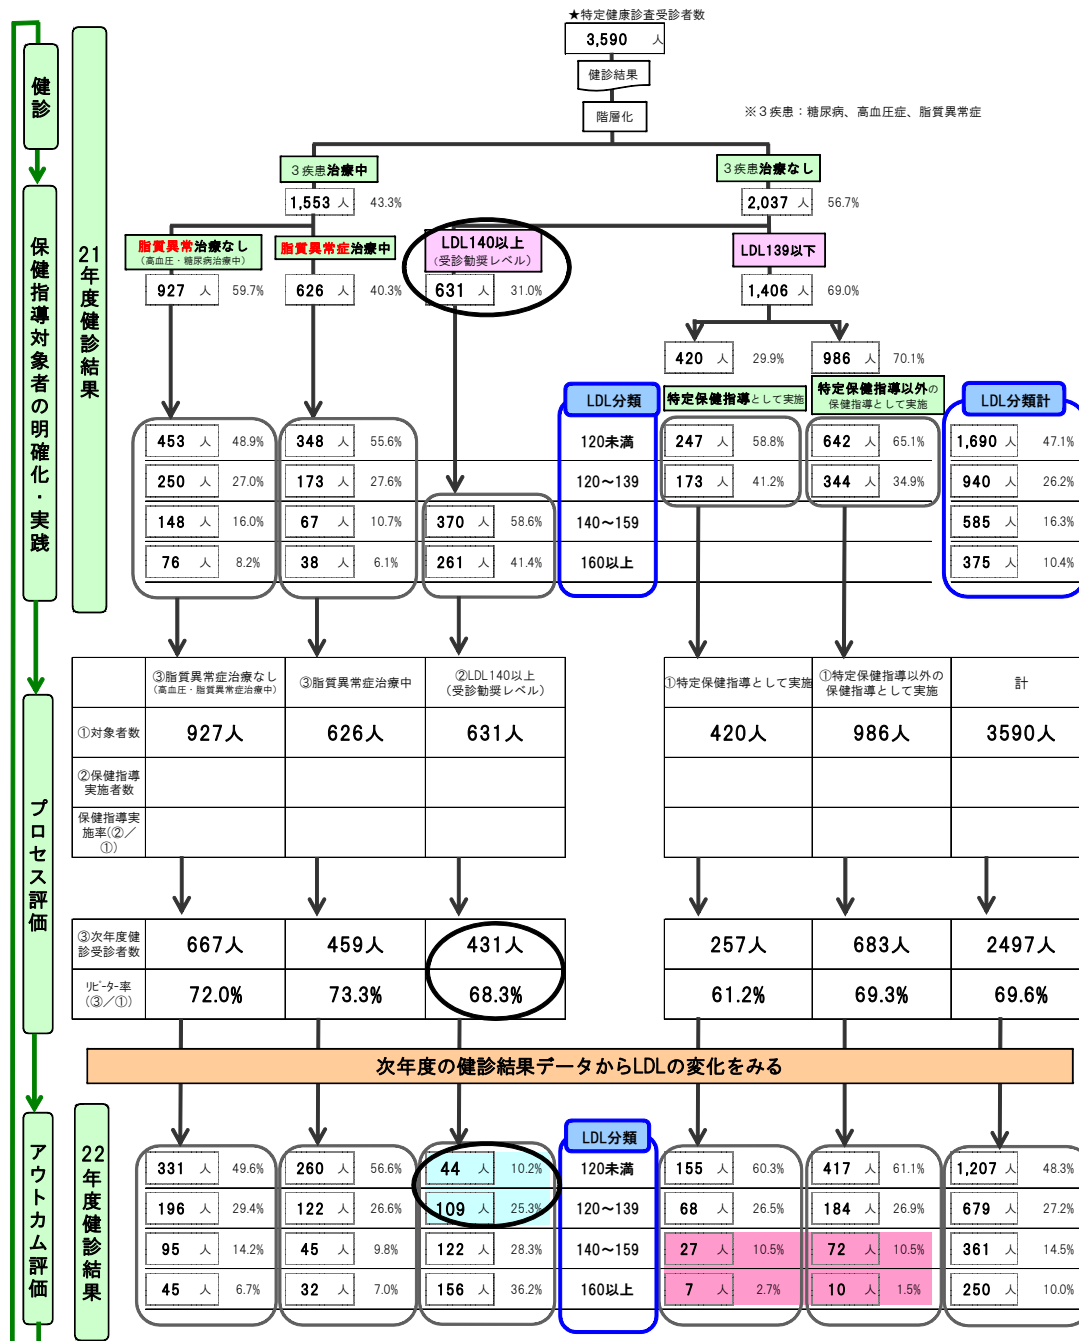 ★特定健康診査受診者数
3,590 人
健診結果
階層化
※3疾患：糖尿病、高血圧症、脂質異常症
健診
保健指導対象者の明確化・実践
プロセス評価
アウトカム評価
21年度健診結果
3疾患治療中
3疾患治療なし
1,553 人 43.3%
2,037 人 56.7%
脂質異常治療なし
(高血圧・糖尿病治療中)
脂質異常症治療中
LDL140以上
(受診勧奨レベル)
LDL139以下
927 人 59.7%
626 人 40.3%
631 人 31.0%
1,406 人 69.0%
420 人 29.9%
986 人 70.1%
LDL分類
特定保健指導として実施
特定保健指導以外の
保健指導として実施
LDL分類計
453 人 48.9% 348 人 55.6% 120未満 247 人 58.8% 642 人 65.1% 1,690 人 47.1%
250 人 27.0% 173 人 27.6% 120～139 173 人 41.2% 344 人 34.9% 940 人 26.2%
148 人 16.0% 67 人 10.7% 370 人 58.6% 140～159 585 人 16.3%
76 人 8.2% 38 人 6.1% 261 人 41.4% 160以上 375 人 10.4%
③脂質異常症治療なし
(高血圧・脂質異常症治療中)
③脂質異常症治療中
②LDL140以上
(受診勧奨レベル)
①特定保健指導として実施
①特定保健指導以外の
保健指導として実施
計
①対象者数 927人 626人 631人 420人 986人 3590人
②保健指導
実施者数
保健指導実
施率(②／
①)
③次年度健
診受診者数
667人 459人 431人 257人 683人 2497人
ﾘﾋﾟｰﾀｰ率
(③／①)
72.0% 73.3% 68.3% 61.2% 69.3% 69.6%
次年度の健診結果データからLDLの変化をみる
22年度健診結果
LDL分類
331 人 49.6% 260 人 56.6% 44 人 10.2% 120未満 155 人 60.3% 417 人 61.1% 1,207 人 48.3%
196 人 29.4% 122 人 26.6% 109 人 25.3% 120～139 68 人 26.5% 184 人 26.9% 679 人 27.2%
95 人 14.2% 45 人 9.8% 122 人 28.3% 140～159 27 人 10.5% 72 人 10.5% 361 人 14.5%
45 人 6.7% 32 人 7.0% 156 人 36.2% 160以上 7 人 2.7% 10 人 1.5% 250 人 10.0%